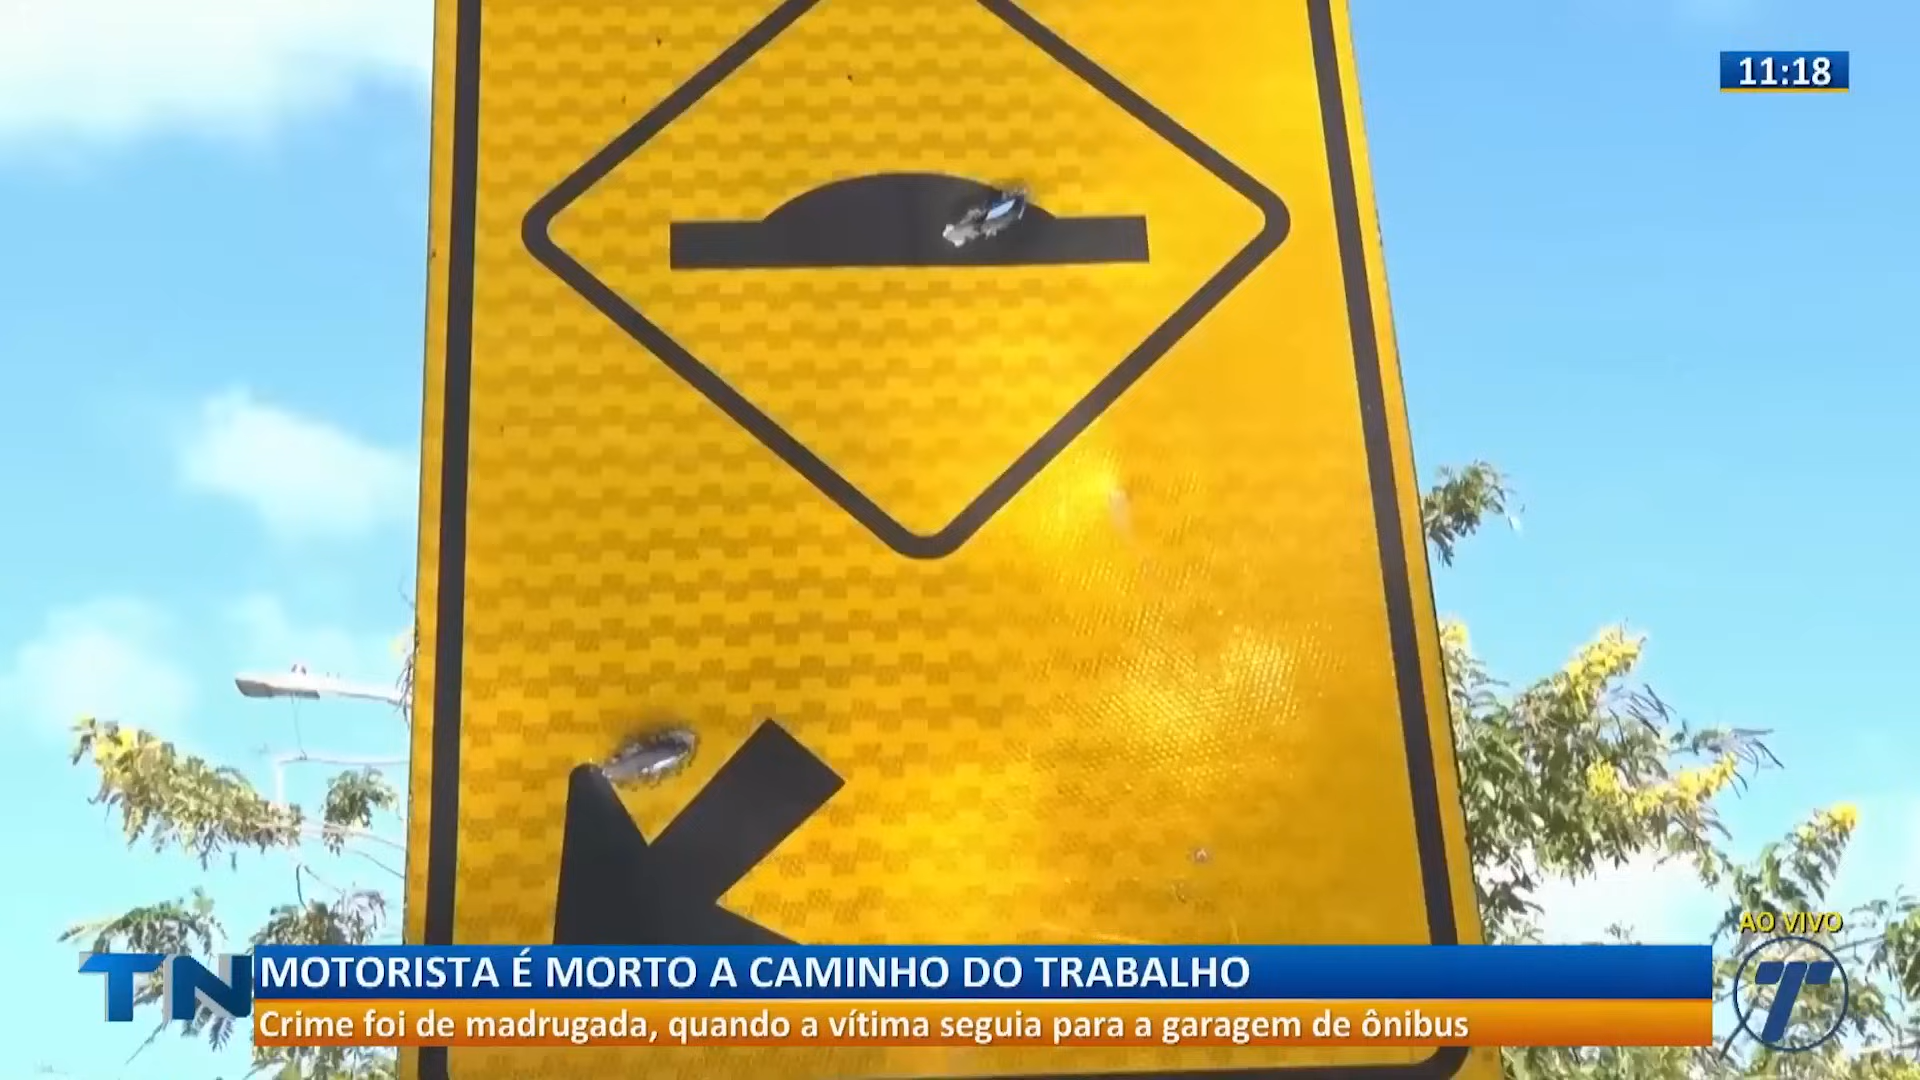 11:18
AO VIVO
TN
MOTORISTA É MORTO A CAMINHO DO TRABALHO
Crime foi de madrugada, quando a vítima seguia para a garagem de ônibus